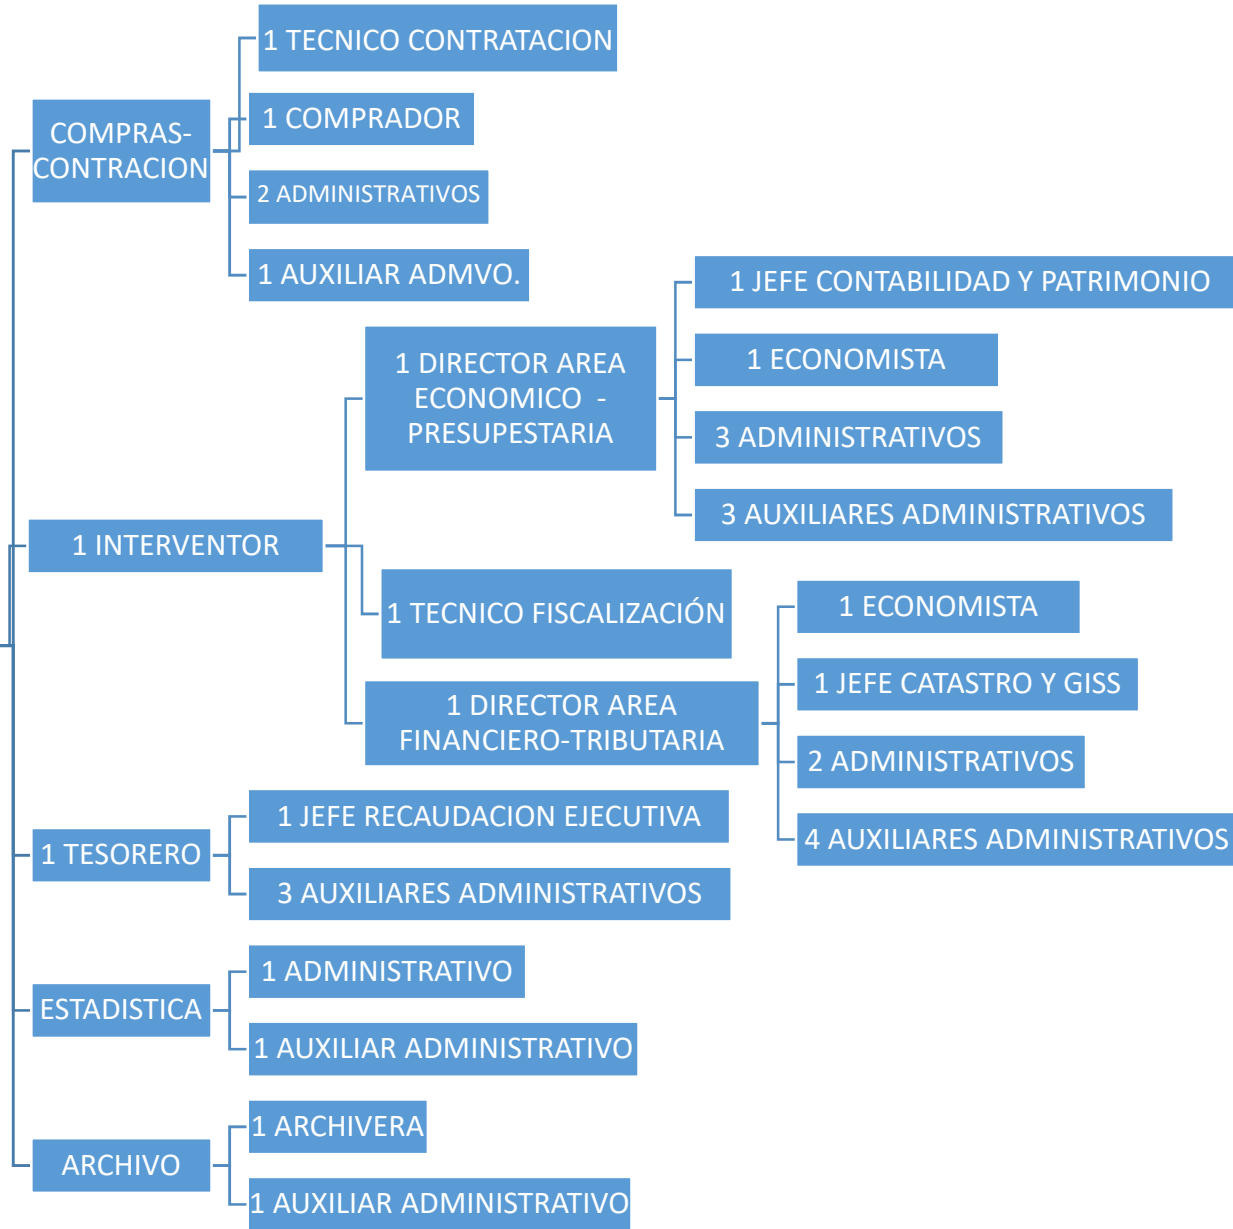 COMPRAS-
CONTRACION
1 TECNICO CONTRATACION
1 COMPRADOR
2 ADMINISTRATIVOS
1 AUXILIAR ADMVO.
1 INTERVENTOR
1 DIRECTOR AREA
ECONOMICO -
PRESUPESTARIA
1 JEFE CONTABILIDAD Y PATRIMONIO
1 ECONOMISTA
3 ADMINISTRATIVOS
3 AUXILIARES ADMINISTRATIVOS
1 TECNICO FISCALIZACIÓN
1 DIRECTOR AREA
FINANCIERO-TRIBUTARIA
1 ECONOMISTA
1 JEFE CATASTRO Y GISS
2 ADMINISTRATIVOS
4 AUXILIARES ADMINISTRATIVOS
1 TESORERO
1 JEFE RECAUDACION EJECUTIVA
3 AUXILIARES ADMINISTRATIVOS
ESTADISTICA
1 ADMINISTRATIVO
1 AUXILIAR ADMINISTRATIVO
ARCHIVO
1 ARCHIVERA
1 AUXILIAR ADMINISTRATIVO